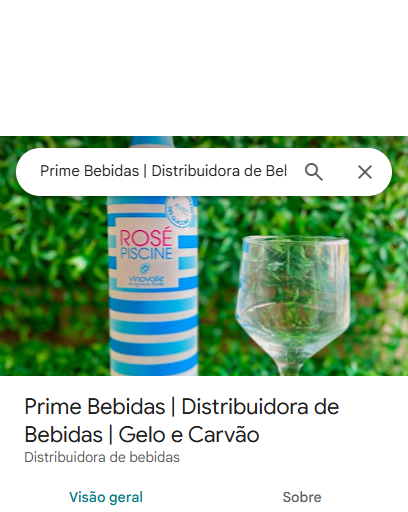 Prime Bebidas | Distribuidora de Beb
ROSÉ
PISCINE
vinovalie
Prime Bebidas | Distribuidora de
Bebidas | Gelo e Carvão
Distribuidora de bebidas
Visão geral
Sobre